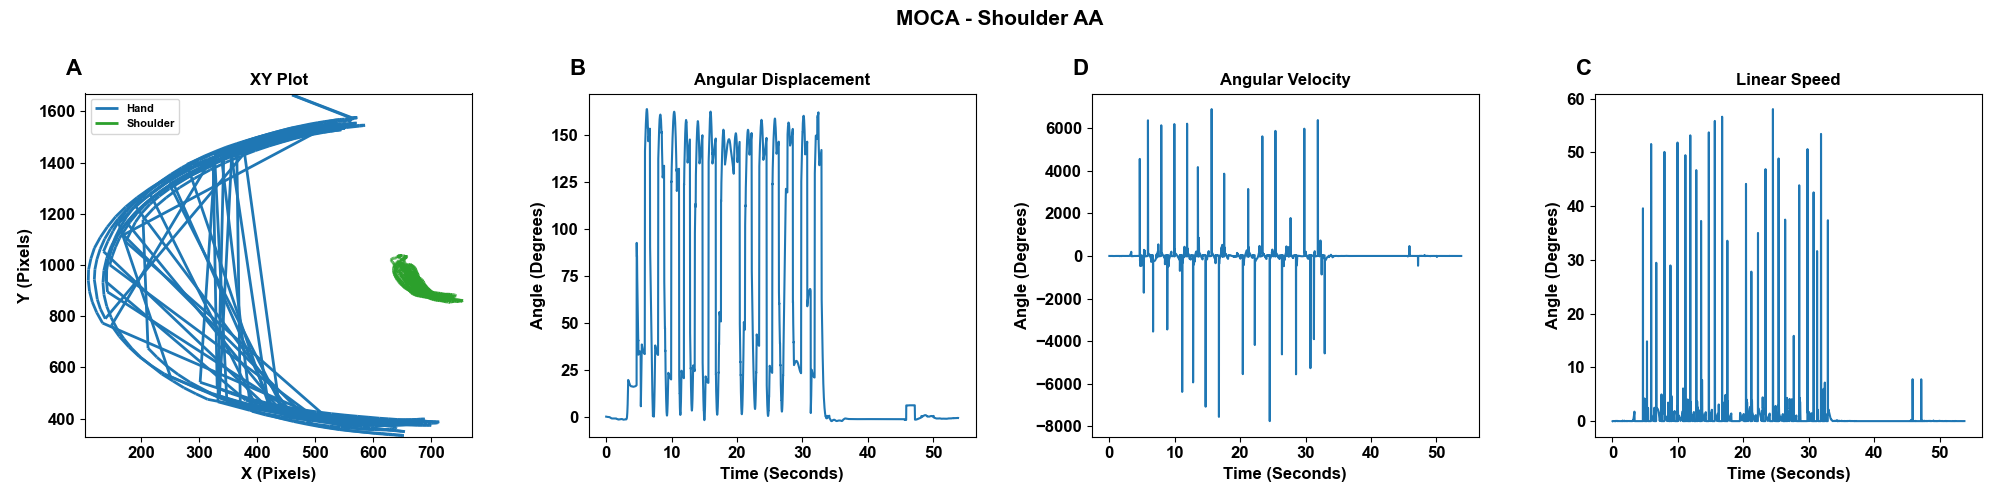 MOCA - Shoulder AA
A
XY Plot
Hand
Shoulder
1600
1400
1200
1000
800
600
400
Y (Pixels)
200 300 400 500 600 700
X (Pixels)
B
Angular Displacement
150
125
100
75
50
25
0
Angle (Degrees)
0 10 20 30 40 50
Time (Seconds)
D
Angular Velocity
6000
4000
2000
0
−2000
−4000
−6000
−8000
Angle (Degrees)
0 10 20 30 40 50
Time (Seconds)
C
Linear Speed
60
50
40
30
20
10
0
Angle (Degrees)
0 10 20 30 40 50
Time (Seconds)